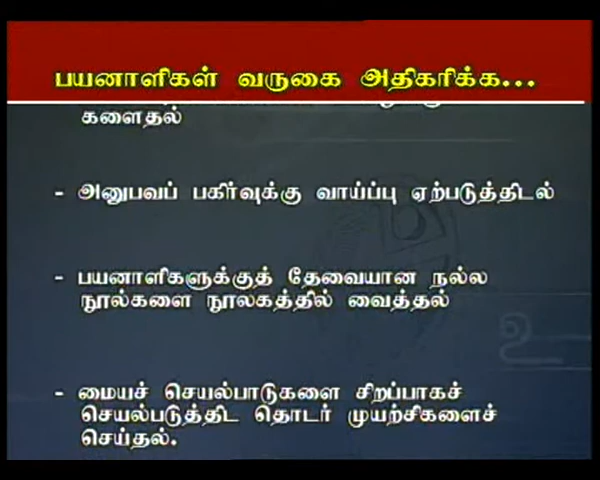 பயனாளிகள் வருகை அதிகரிக்க...
களைதல்
- அனுபவப் பகிர்வுக்கு வாய்ப்பு ஏற்படுத்திடல்
- பயனாளிகளுக்குத் தேவையான நல்ல
நூல்களை நூலகத்தில் வைத்தல்
- மையச் செயல்பாடுகளை சிறப்பாகச்
செயல்படுத்திட தொடர் முயற்சிகளைச்
செய்தல்.